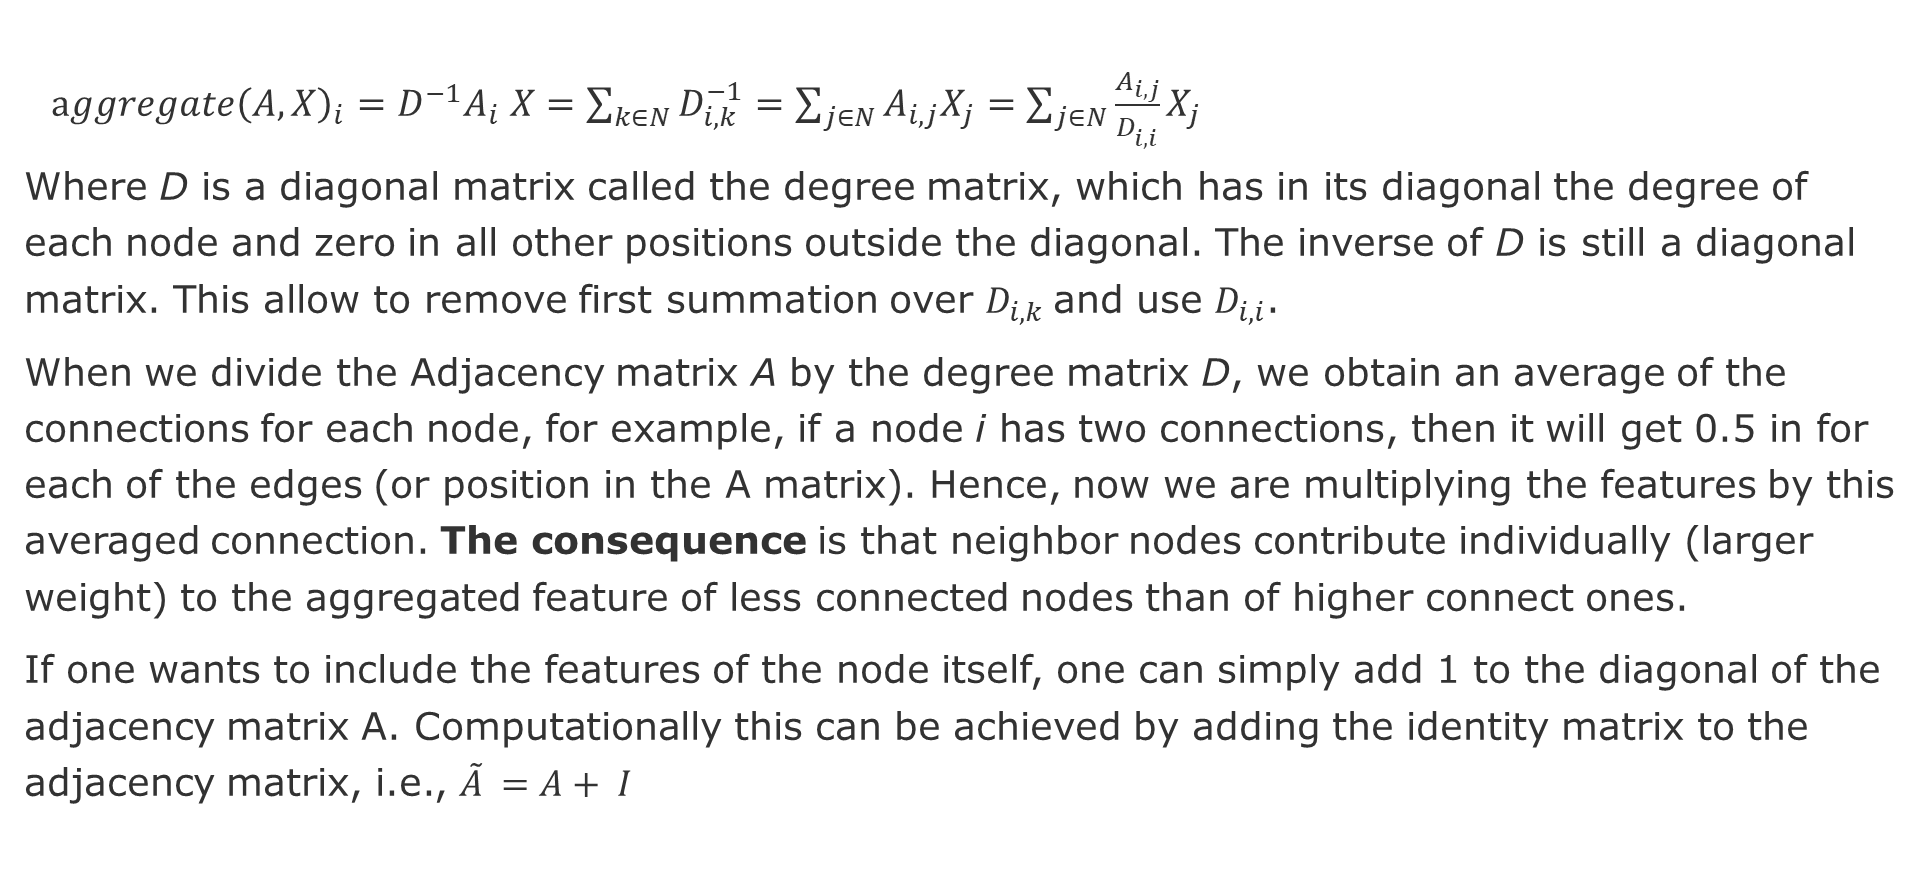 aggregate(A, X)ᵢ = D⁻¹Aᵢ X = ∑ₖ∈N D⁻¹ᵢ,ₖ = ∑ⱼ∈N Aᵢ,ⱼXⱼ = ∑ⱼ∈N Aᵢ,ⱼ/Dᵢ,ᵢ Xⱼ
Where D is a diagonal matrix called the degree matrix, which has in its diagonal the degree of
each node and zero in all other positions outside the diagonal. The inverse of D is still a diagonal
matrix. This allow to remove first summation over Dᵢ,ₖ and use Dᵢ,ᵢ.
When we divide the Adjacency matrix A by the degree matrix D, we obtain an average of the
connections for each node, for example, if a node i has two connections, then it will get 0.5 in for
each of the edges (or position in the A matrix). Hence, now we are multiplying the features by this
averaged connection. The consequence is that neighbor nodes contribute individually (larger
weight) to the aggregated feature of less connected nodes than of higher connect ones.
If one wants to include the features of the node itself, one can simply add 1 to the diagonal of the
adjacency matrix A. Computationally this can be achieved by adding the identity matrix to the
adjacency matrix, i.e., Ã = A + I